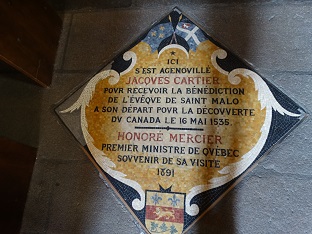 ICI
S'EST AGENOVILLÉ
JACQVES CARTIER
POVR RECEVOIR LA BÉNÉDICTION
DE L'ÉVÊQVE DE SAINT MALO
A SON DÉPART POVR LA DÉCOVVERTE
DV CANADA LE 16 MAI 1535.
HONORÉ MERCIER
PREMIER MINISTRE DE QVÉBEC
SOVVENIR DE SA VISITE
1891